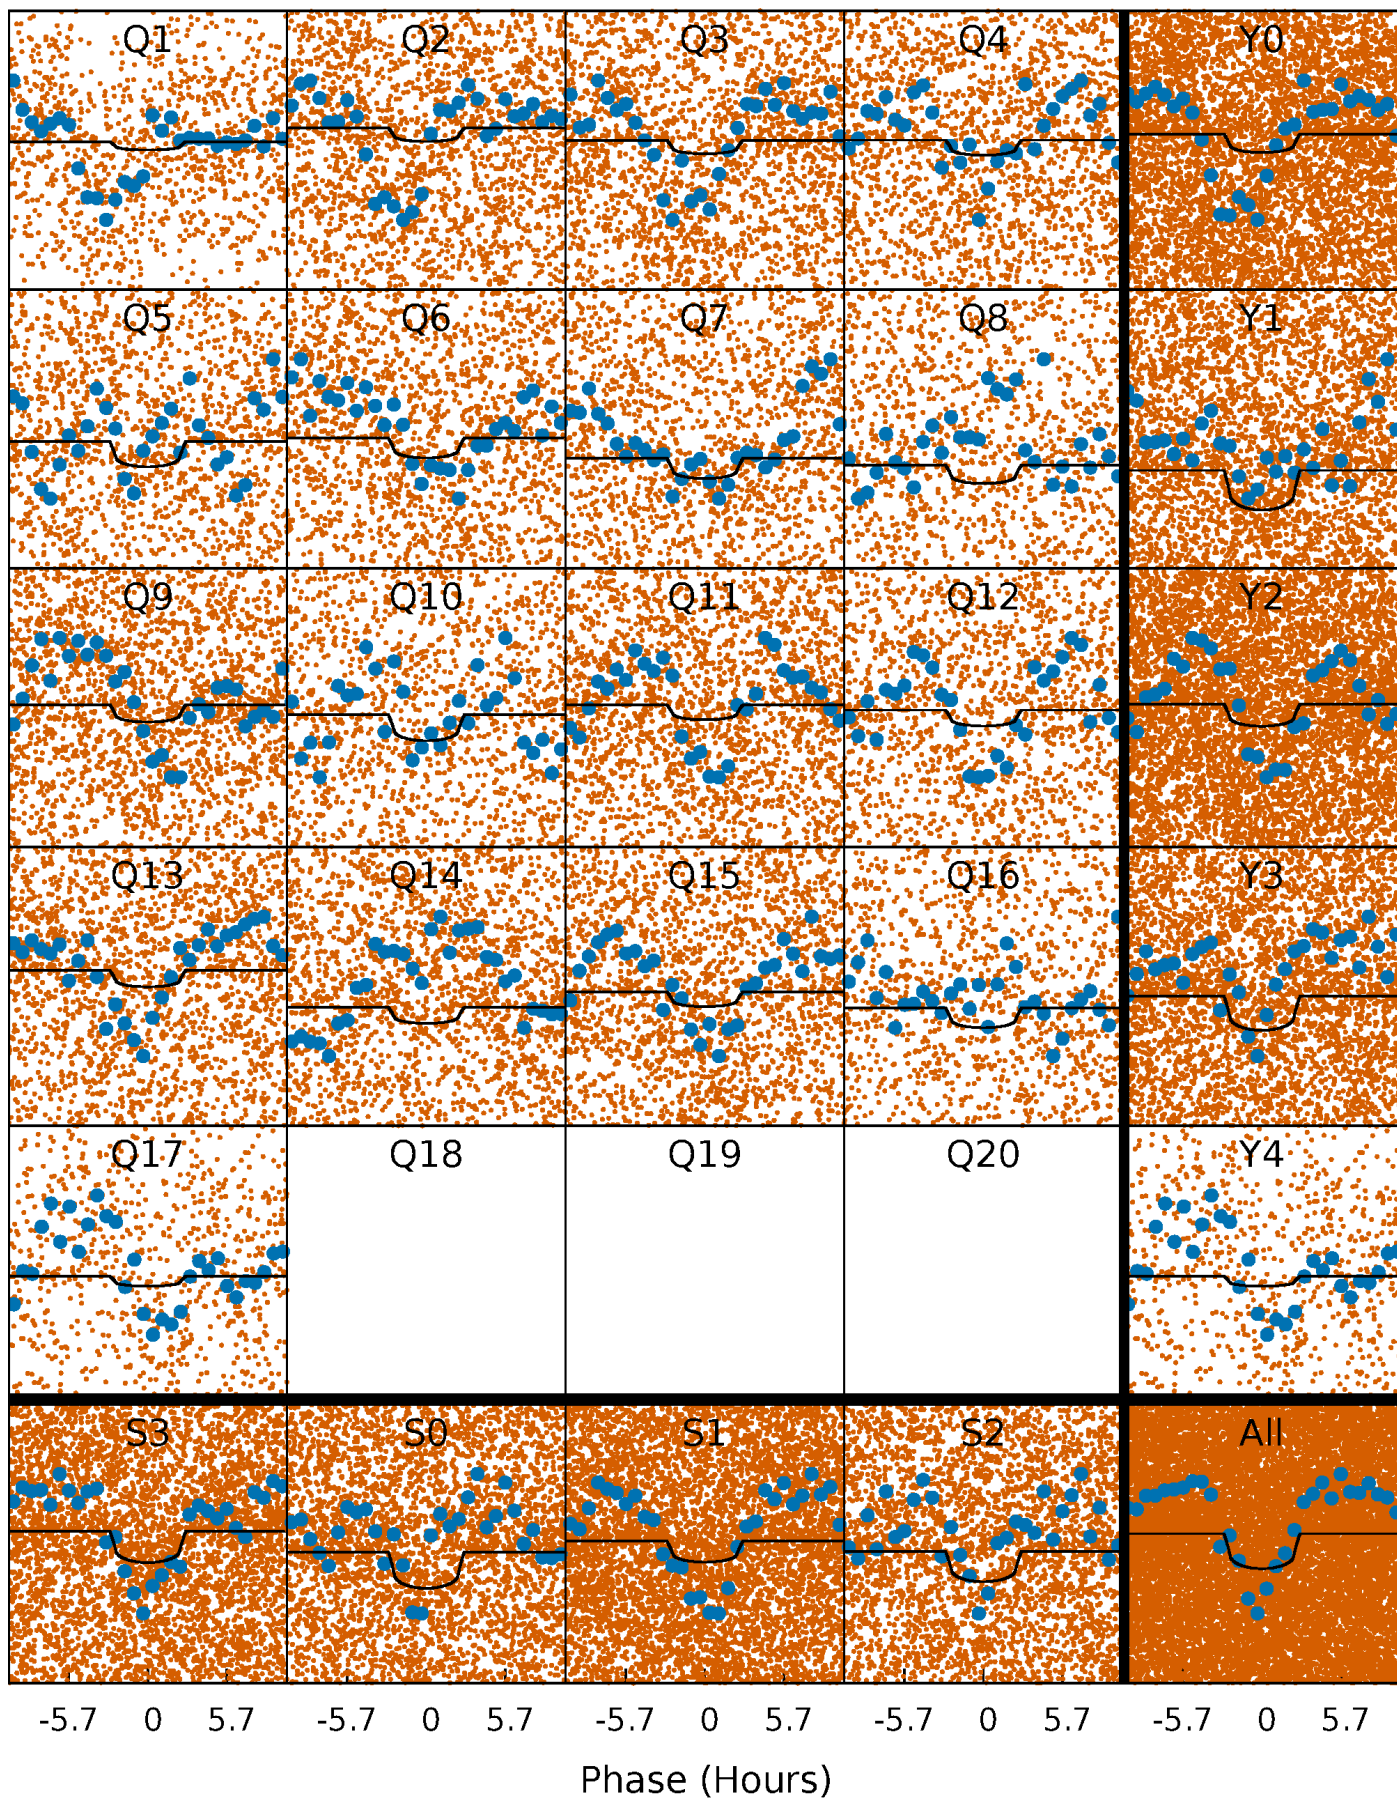 Q1 Q2 Q3 Q4 Y0
Q5 Q6 Q7 Q8 Y1
Q9 Q10 Q11 Q12 Y2
Q13 Q14 Q15 Q16 Y3
Q17 Q18 Q19 Q20 Y4
S3 S0 S1 S2 All
-5.7 0 5.7 -5.7 0 5.7 -5.7 0 5.7 -5.7 0 5.7 -5.7 0 5.7
Phase (Hours)